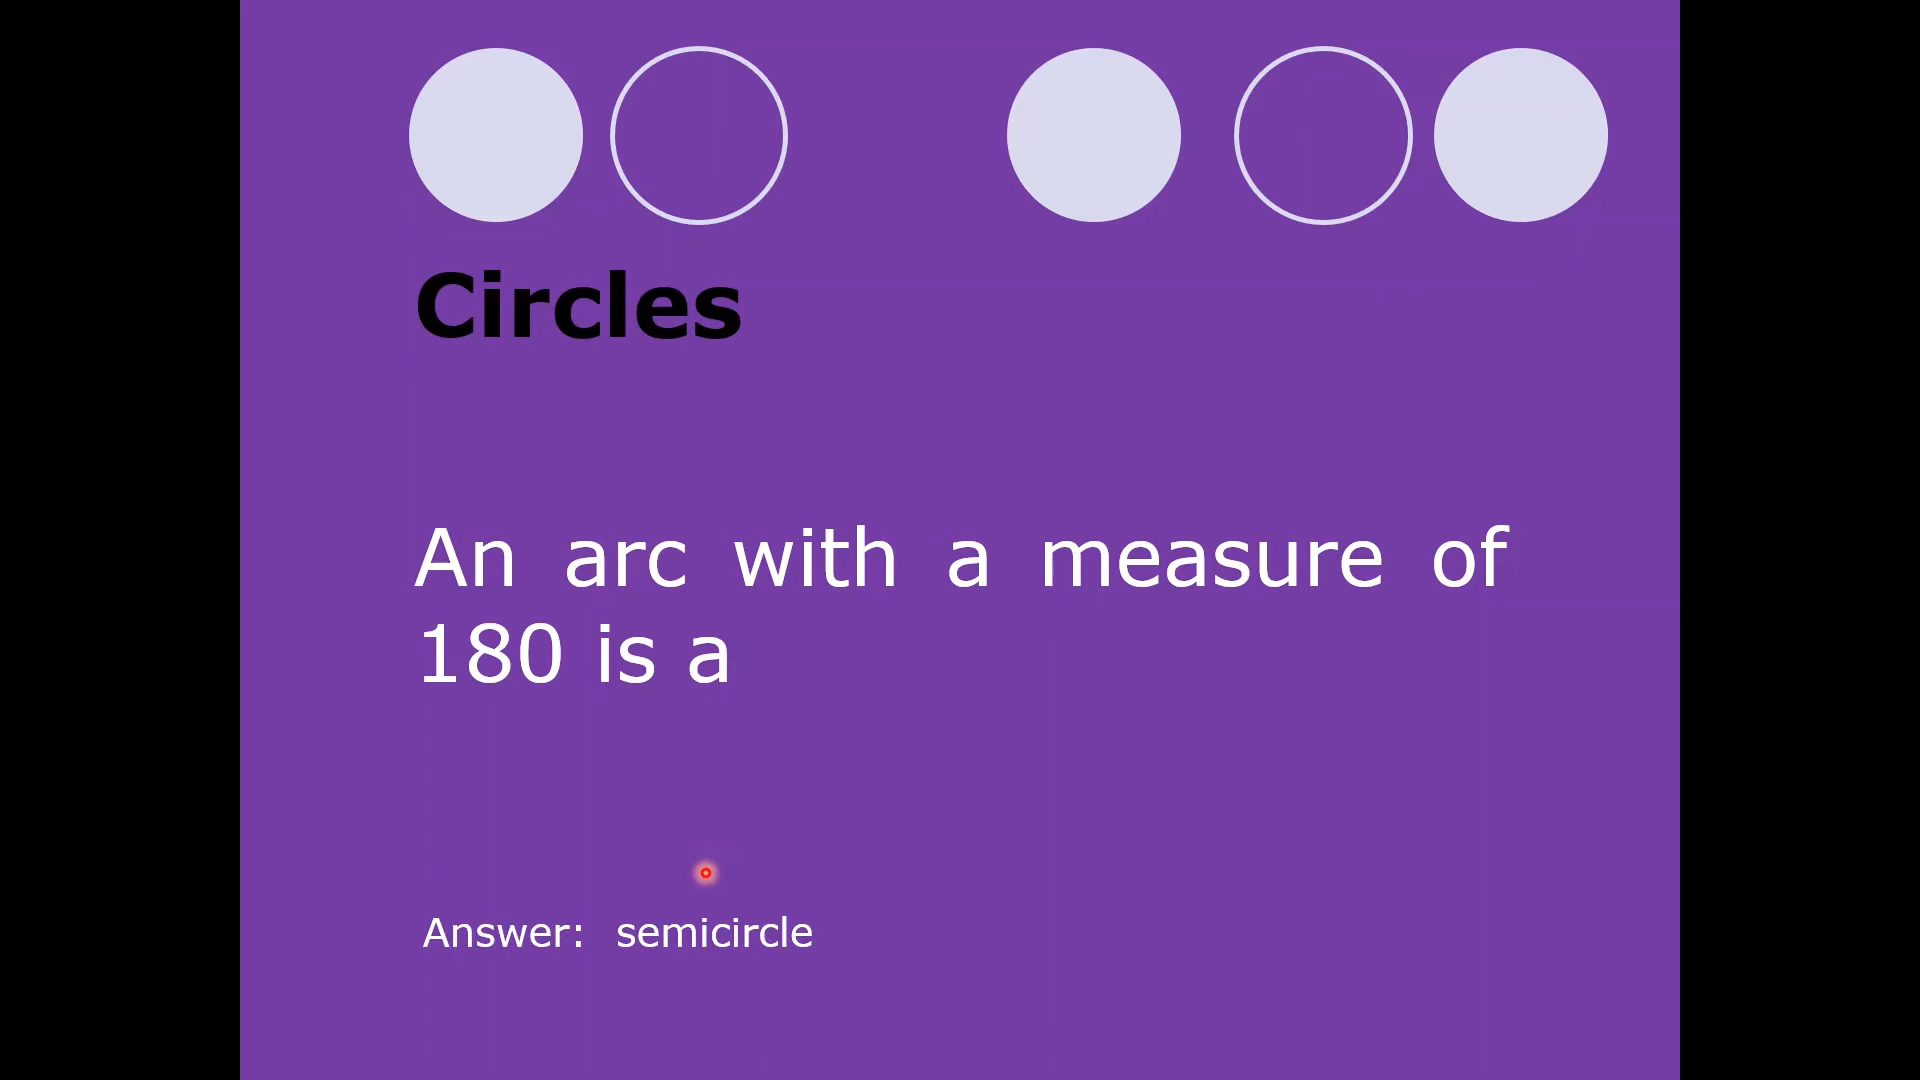 Circles
An arc with a measure of
180 is a
Answer: semicircle